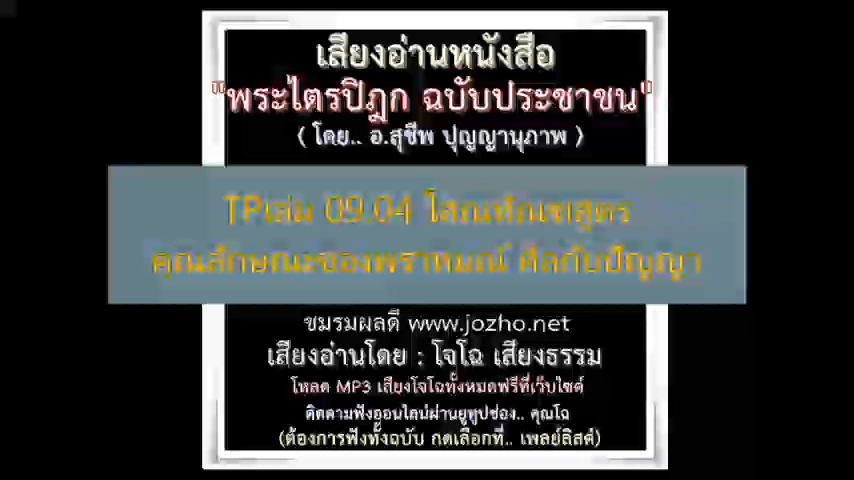 เสียงอ่านหนังสือ
"พระไตรปิฎก ฉบับประชาชน"
( โดย.. อ.สุชีพ ปุญญานุภาพ )
TPเล่ม 09.04 โสณทัณฑสูตร
คุณลักษณะของพราหมณ์ ศีลกับปัญญา
ชมรมผลดี www.jozho.net
เสียงอ่านโดย : โจโฉ เสียงธรรม
โหลด MP3 เสียงโจโฉทั้งหมดฟรีที่เว็บไซต์
ติดตามฟังออนไลน์ผ่านยูทูปช่อง.. คุณโฉ
(ต้องการฟังทั้งฉบับ กดเลือกที่.. เพลย์ลิสต์)